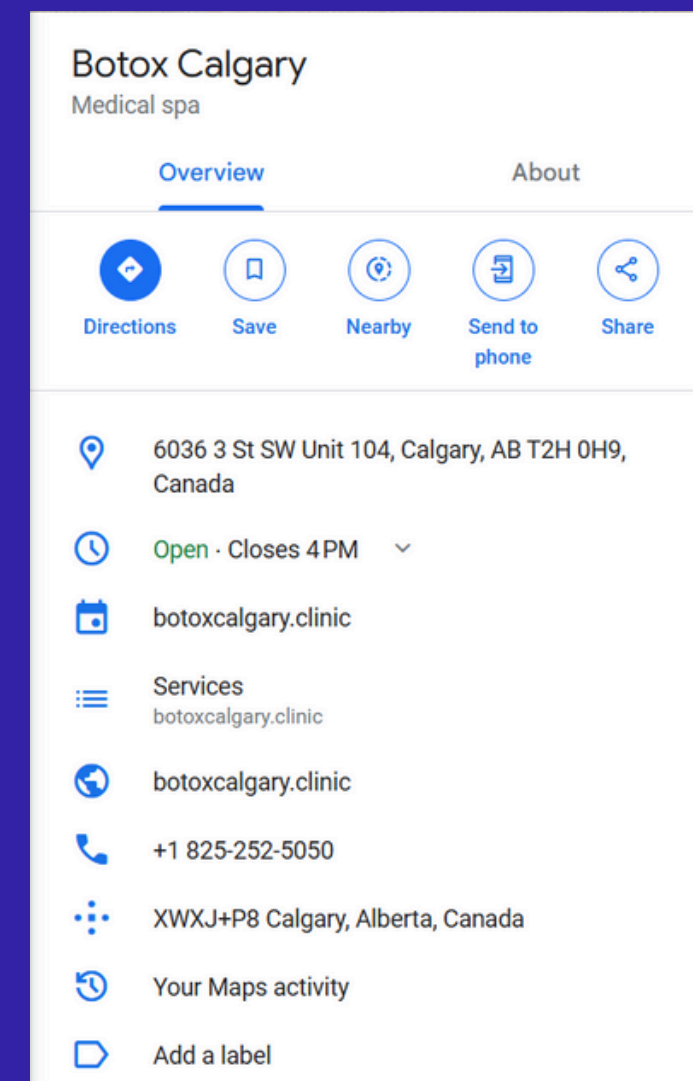 Botox Calgary
Medical spa
Overview
About
Directions
Save
Nearby
Send to
phone
Share
6036 3 St SW Unit 104, Calgary, AB T2H 0H9,
Canada
Open · Closes 4 PM
botoxcalgary.clinic
Services
botoxcalgary.clinic
botoxcalgary.clinic
+1 825-252-5050
XWXJ+P8 Calgary, Alberta, Canada
Your Maps activity
Add a label